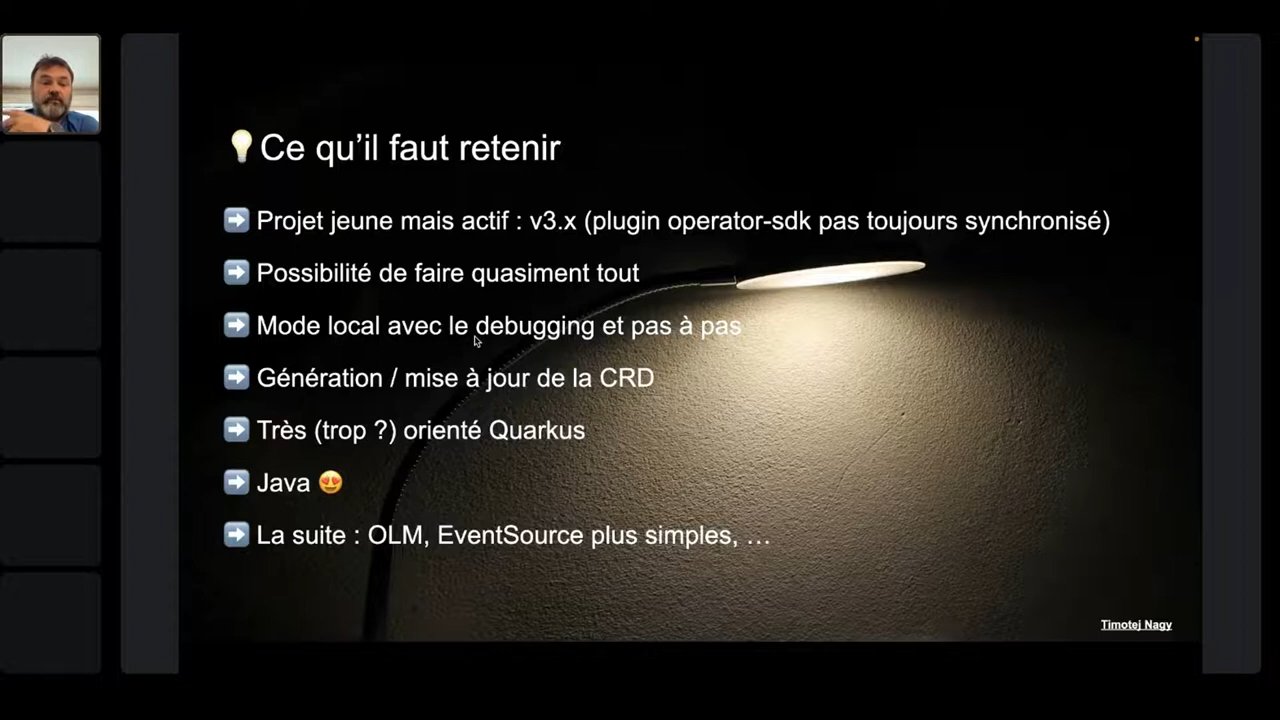 💡Ce qu’il faut retenir
➡️ Projet jeune mais actif : v3.x (plugin operator-sdk pas toujours synchronisé)
➡️ Possibilité de faire quasiment tout
➡️ Mode local avec le debugging et pas à pas
➡️ Génération / mise à jour de la CRD
➡️ Très (trop ?) orienté Quarkus
➡️ Java 😍
➡️ La suite : OLM, EventSource plus simples, …
Timotej Nagy